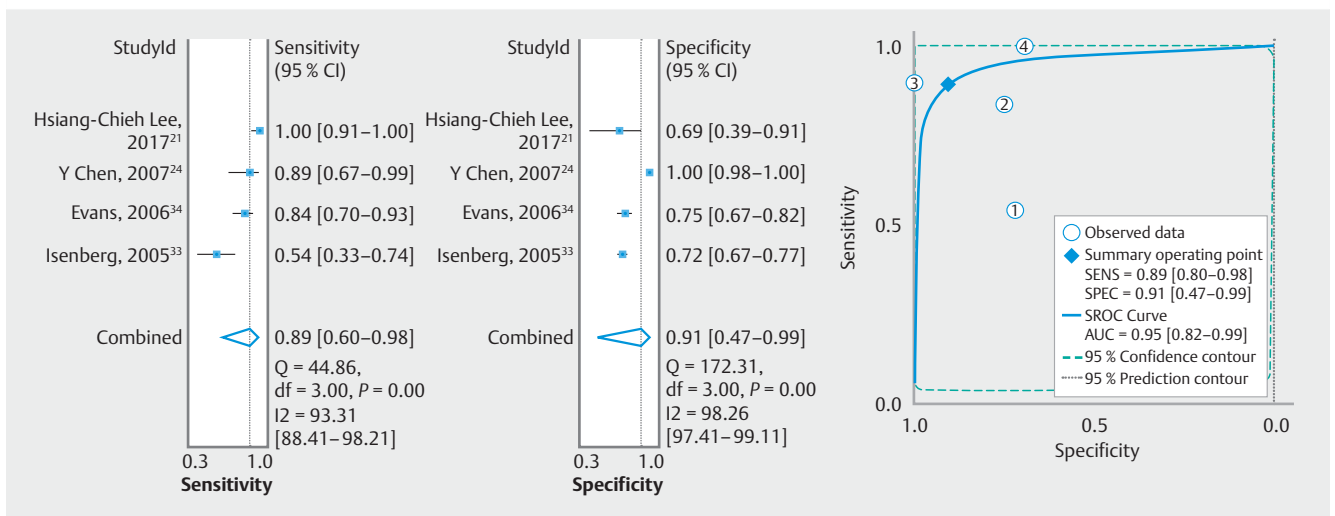 StudyId
Sensitivity
(95 % CI)
Hsiang-Chieh Lee,
2017²¹
1.00 [0.91–1.00]
Y Chen, 2007²⁴
0.89 [0.67–0.99]
Evans, 2006³⁴
0.84 [0.70–0.93]
Isenberg, 2005³³
0.54 [0.33–0.74]
Combined
0.89 [0.60–0.98]
Q = 44.86,
df = 3.00, P = 0.00
I2 = 93.31
[88.41–98.21]
0.3
1.0
Sensitivity
StudyId
Specificity
(95 % CI)
Hsiang-Chieh Lee,
2017²¹
0.69 [0.39–0.91]
Y Chen, 2007²⁴
1.00 [0.98–1.00]
Evans, 2006³⁴
0.75 [0.67–0.82]
Isenberg, 2005³³
0.72 [0.67–0.77]
Combined
0.91 [0.47–0.99]
Q = 172.31,
df = 3.00, P = 0.00
I2 = 98.26
[97.41–99.11]
0.3
1.0
Specificity
Sensitivity
1.0
0.5
0.0
4
3
2
1
Observed data
Summary operating point
SENS = 0.89 [0.80–0.98]
SPEC = 0.91 [0.47–0.99]
SROC Curve
AUC = 0.95 [0.82–0.99]
95 % Confidence contour
95 % Prediction contour
1.0
0.5
0.0
Specificity